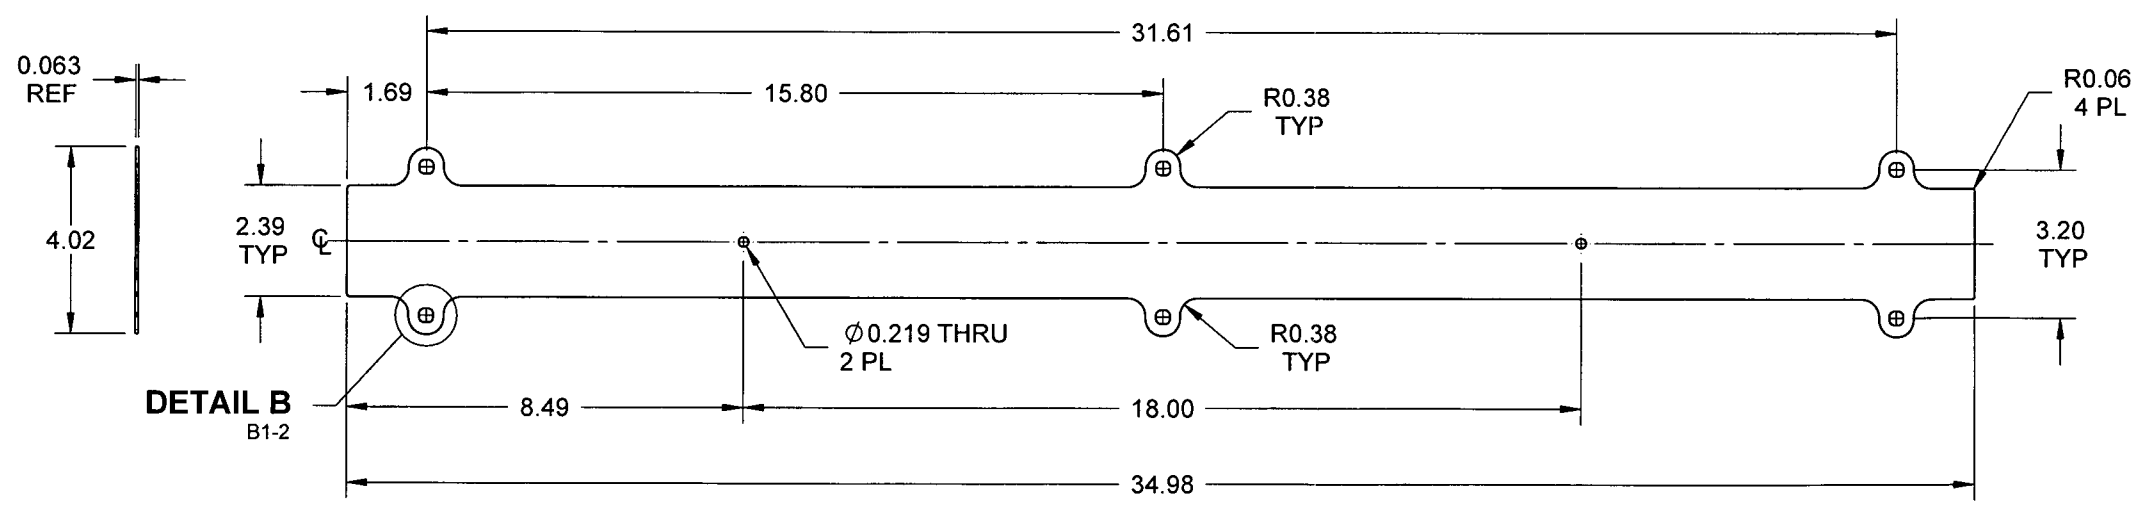 31.61
0.063
REF
1.69
15.80
R0.38
TYP
R0.06
4 PL
4.02
2.39
TYP
℄
3.20
TYP
∅0.219 THRU
2 PL
R0.38
TYP
DETAIL B
B1-2
8.49
18.00
34.98